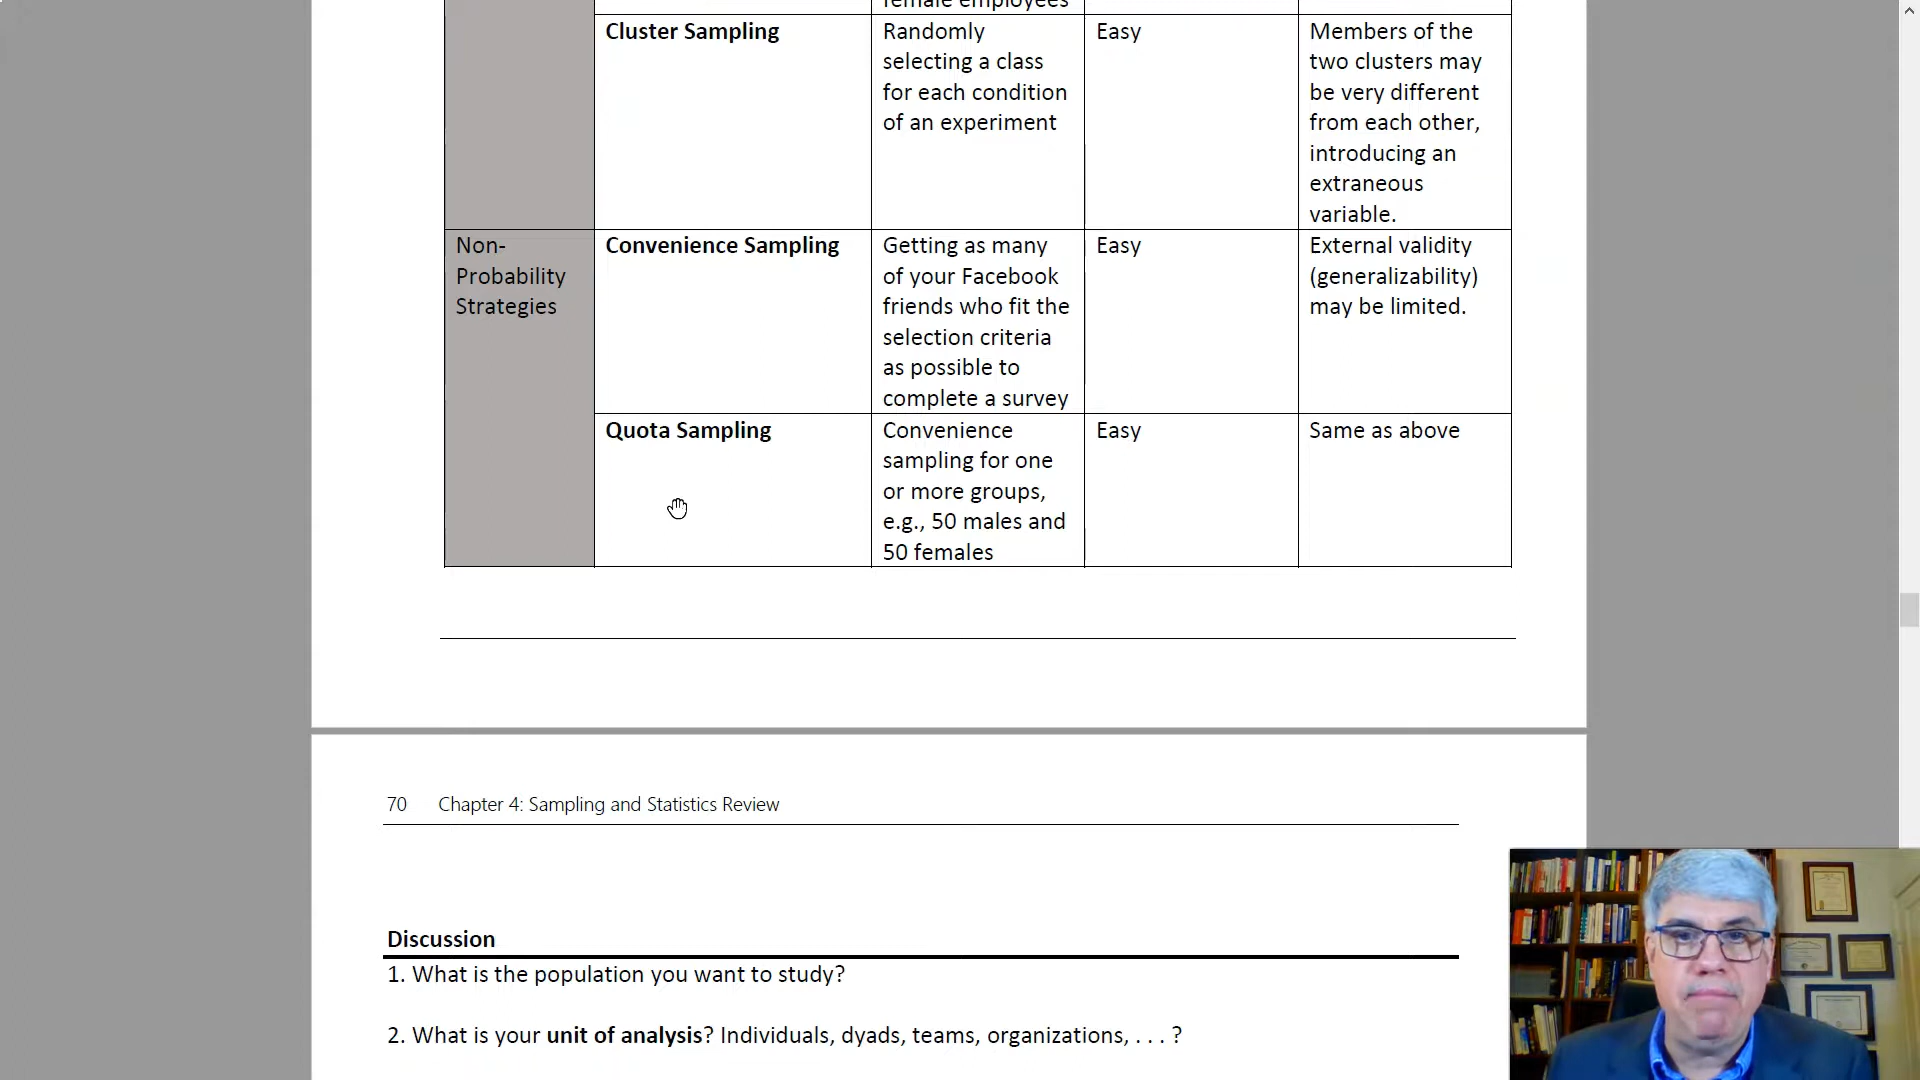 female employees
Cluster Sampling
Randomly
selecting a class
for each condition
of an experiment
Easy
Members of the
two clusters may
be very different
from each other,
introducing an
extraneous
variable.
Non-
Probability
Strategies
Convenience Sampling
Getting as many
of your Facebook
friends who fit the
selection criteria
as possible to
complete a survey
Easy
External validity
(generalizability)
may be limited.
Quota Sampling
Convenience
sampling for one
or more groups,
e.g., 50 males and
50 females
Easy
Same as above
70 Chapter 4: Sampling and Statistics Review
Discussion
1. What is the population you want to study?
2. What is your unit of analysis? Individuals, dyads, teams, organizations, . . . ?